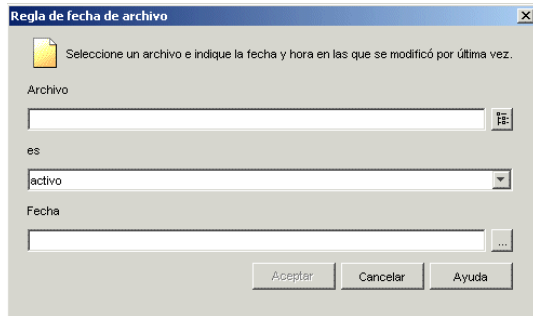 Regla de fecha de archivo
Seleccione un archivo e indique la fecha y hora en las que se modificó por última vez.
Archivo
es
activo
Fecha
...
Aceptar Cancelar Ayuda